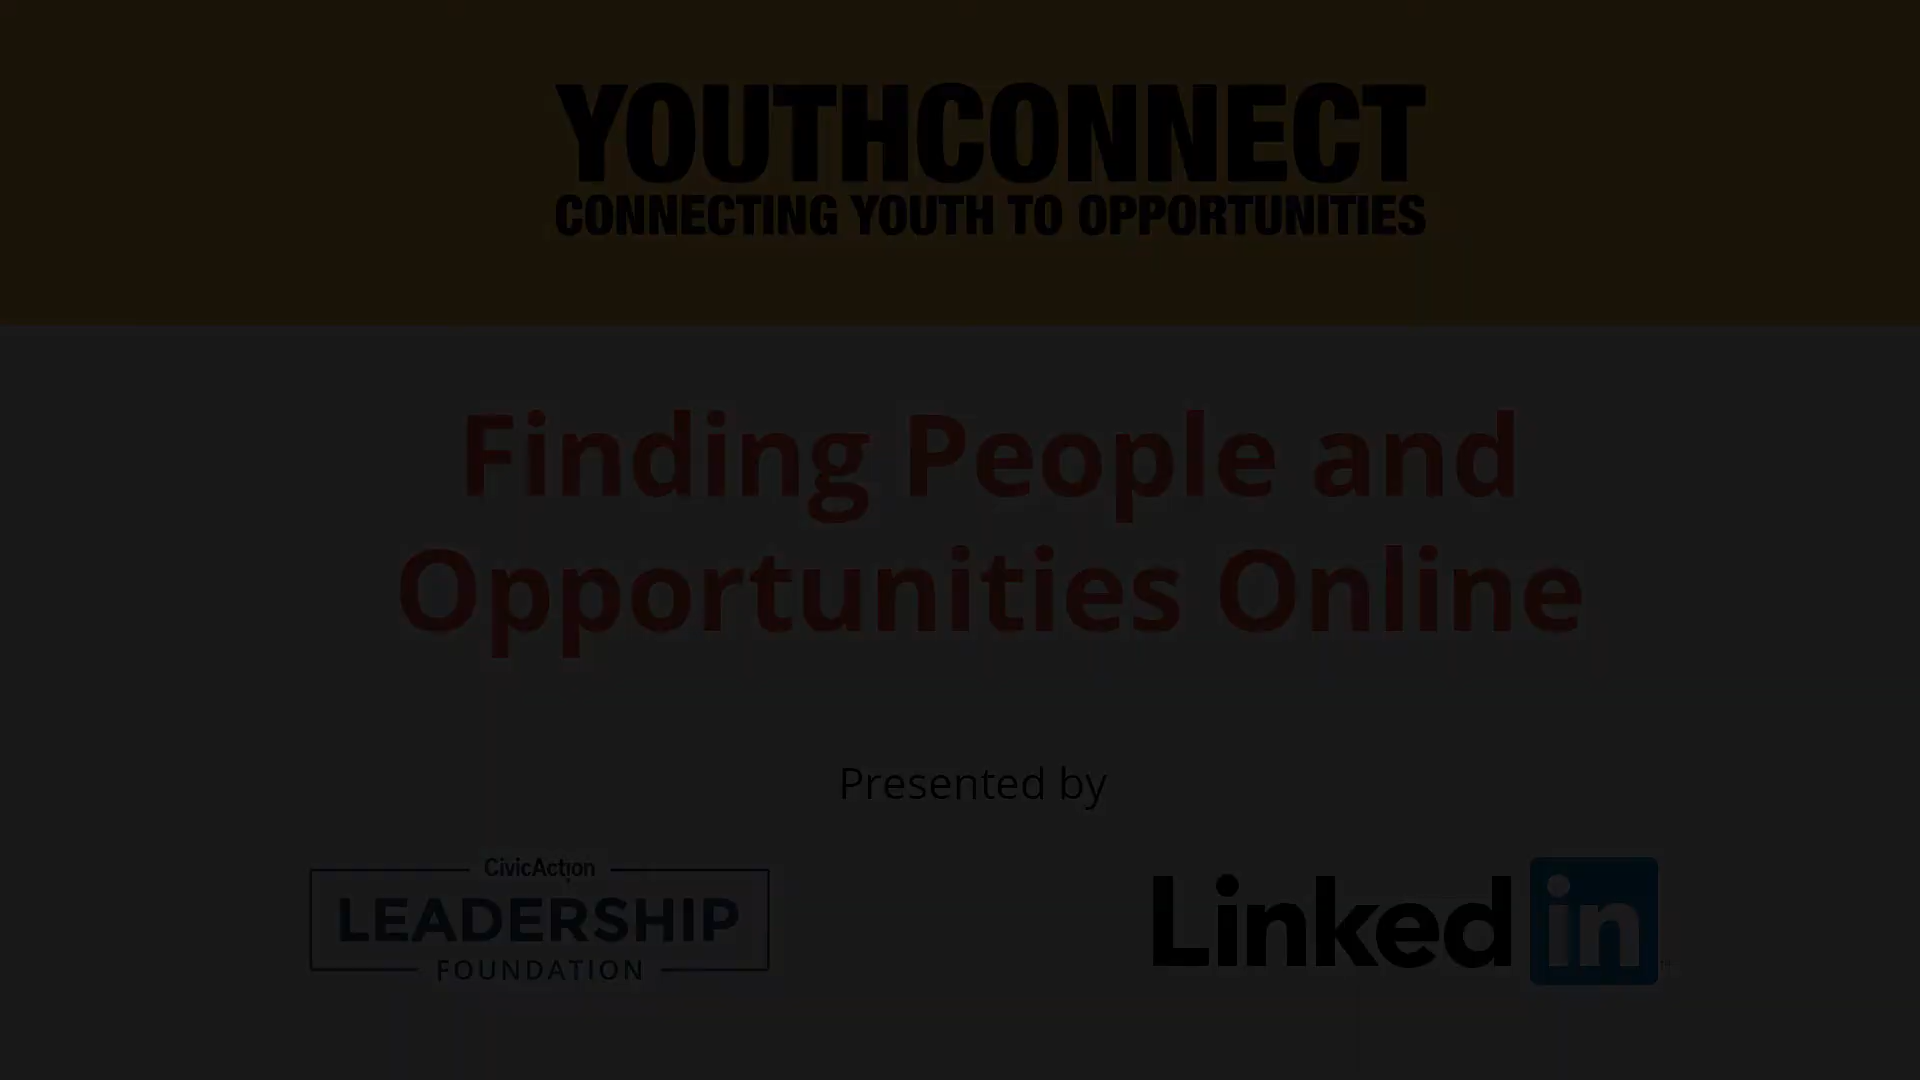 YOUTHCONNECT
CONNECTING YOUTH TO OPPORTUNITIES
Finding People and
Opportunities Online
Presented by
CivicAction
LEADERSHIP
FOUNDATION
Linked in